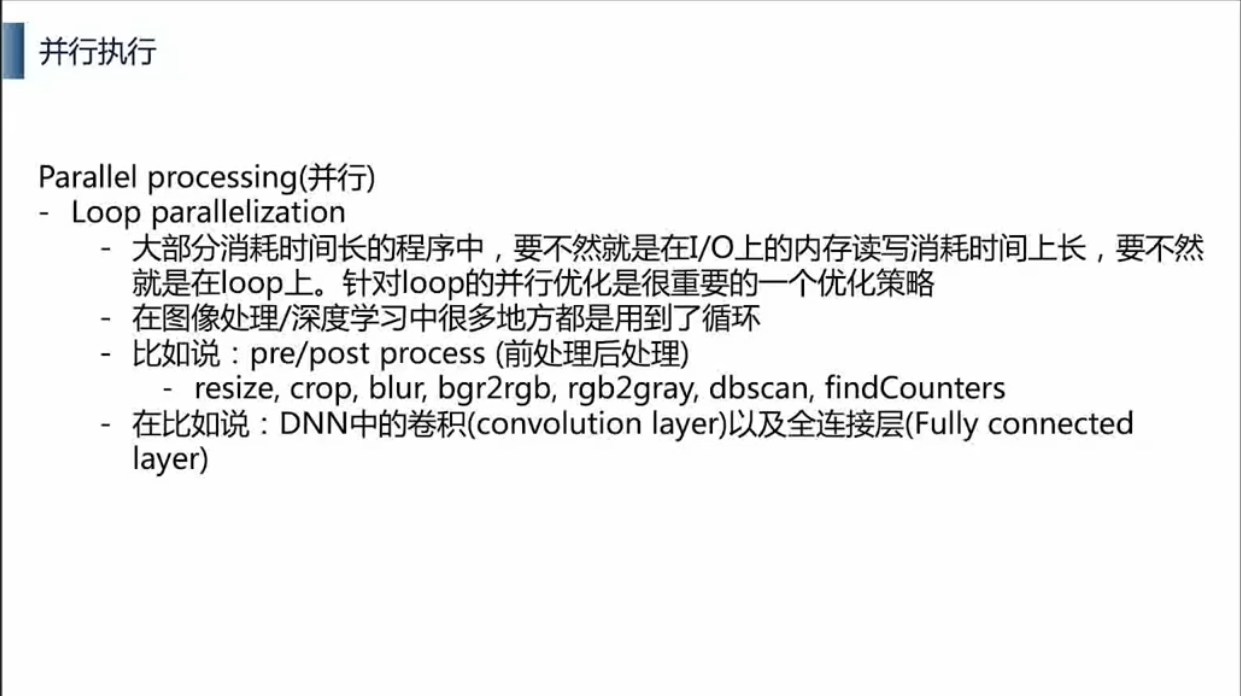 并行执行
Parallel processing(并行)
- Loop parallelization
- 大部分消耗时间长的程序中，要不然就是在I/O上的内存读写消耗时间上长，要不然
就是在loop上。针对loop的并行优化是很重要的一个优化策略
- 在图像处理/深度学习中很多地方都是用到了循环
- 比如说：pre/post process (前处理后处理)
- resize, crop, blur, bgr2rgb, rgb2gray, dbscan, findCounters
- 在比如说：DNN中的卷积(convolution layer)以及全连接层(Fully connected
layer)